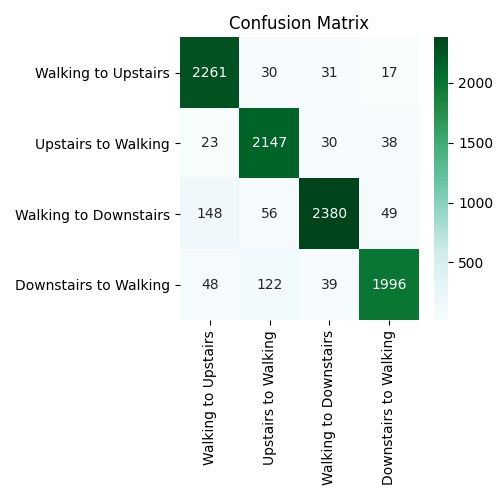 Confusion Matrix
Walking to Upstairs 2261 30 31 17
Upstairs to Walking 23 2147 30 38
Walking to Downstairs 148 56 2380 49
Downstairs to Walking 48 122 39 1996
Walking to Upstairs
Upstairs to Walking
Walking to Downstairs
Downstairs to Walking
2000
1500
1000
500